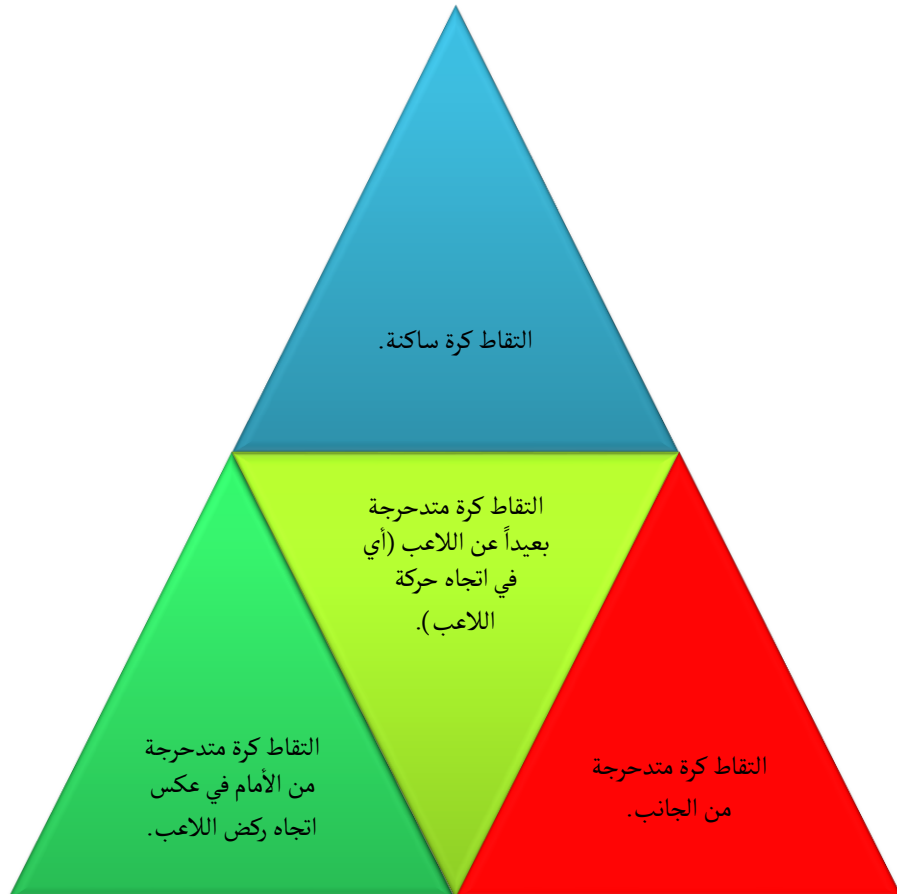 التقاط كرة ساكنة.
التقاط كرة متدحرجة
بعيداً عن اللاعب (أي
في اتجاه حركة
اللاعب).
التقاط كرة متدحرجة
من الجانب.
التقاط كرة متدحرجة
من الأمام في عكس
اتجاه ركض اللاعب.